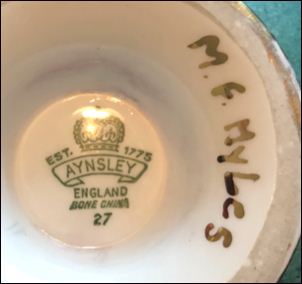 EST. 1775
AYNSLEY
ENGLAND
BONE CHINA
27
M. E. MYLES